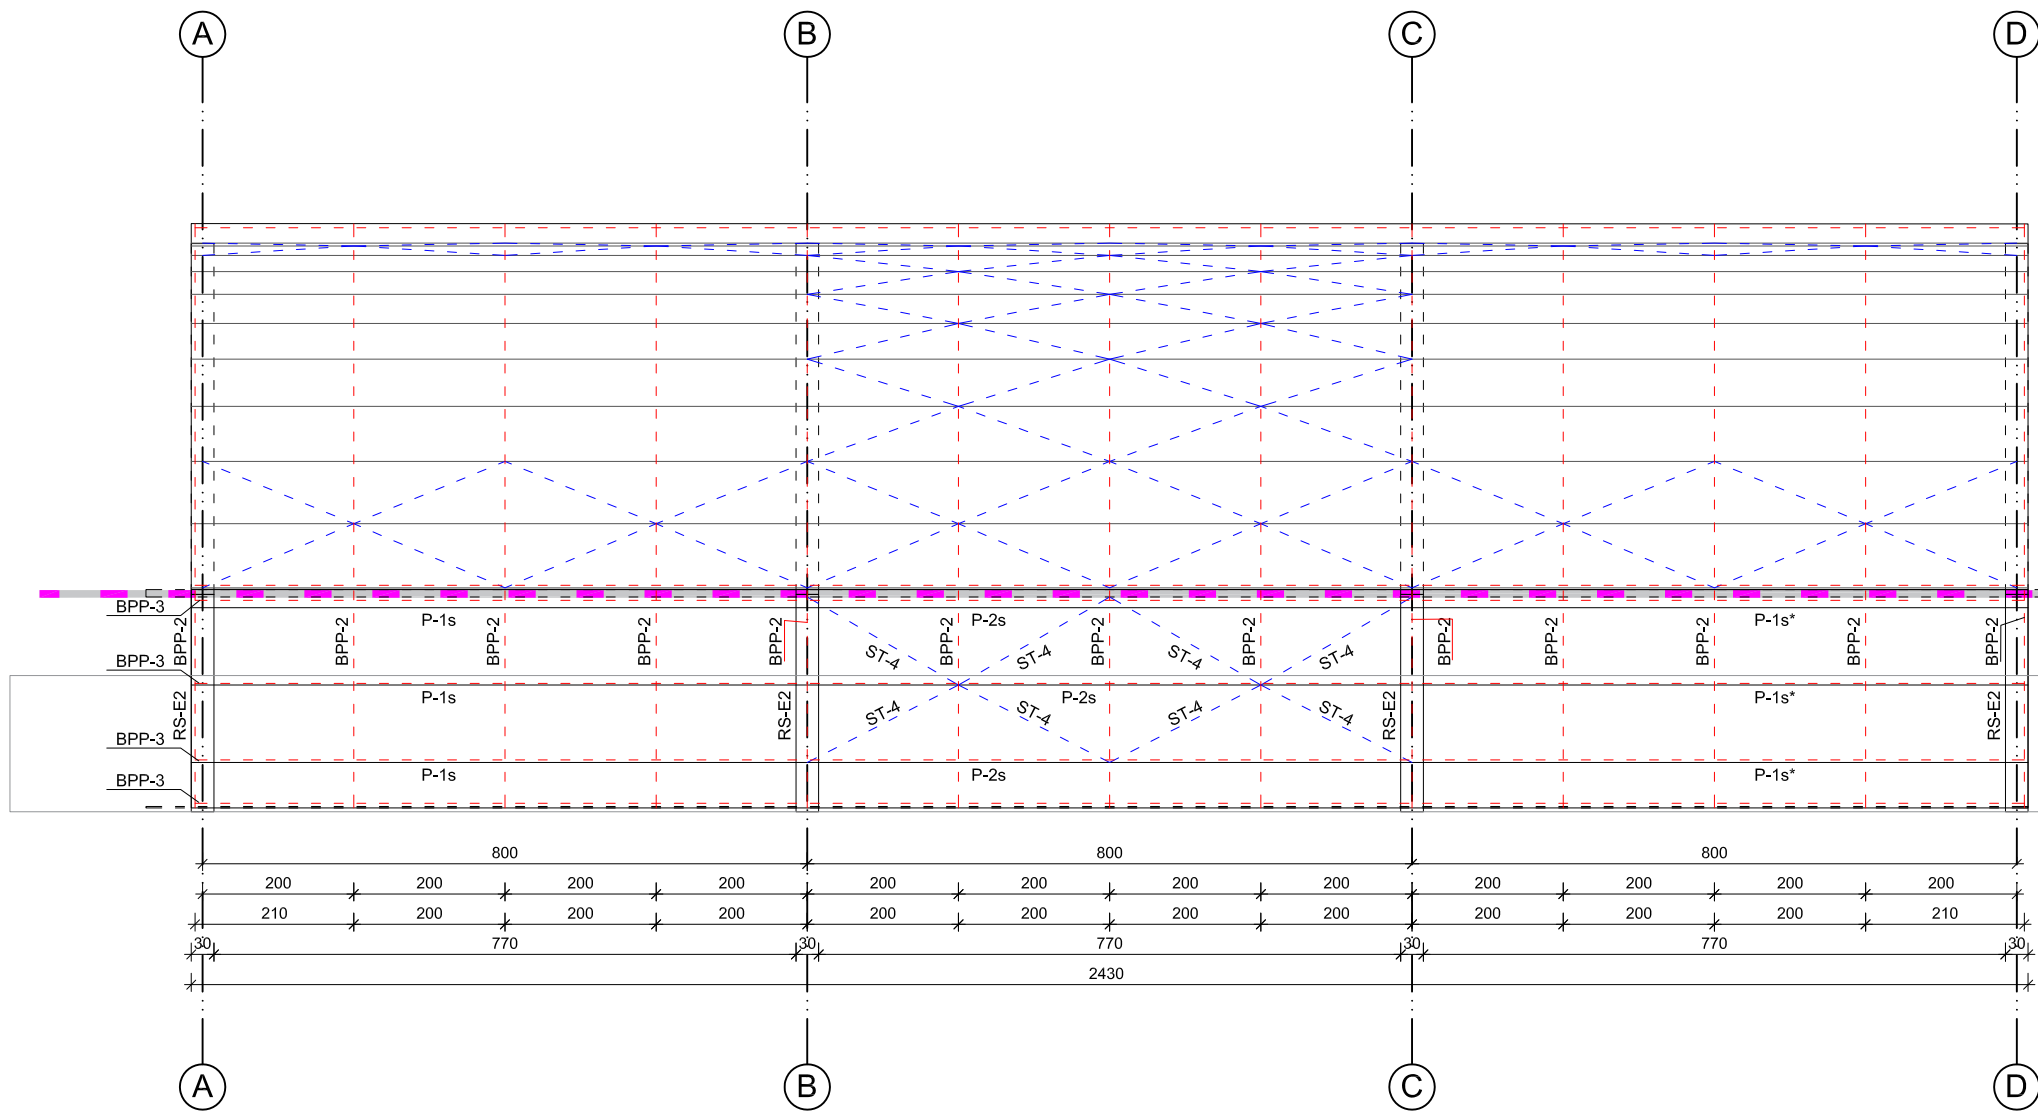 A B C D
BPP-3 P-1s P-2s P-1s*
BPP-2 BPP-2 BPP-2 BPP-2 BPP-2 BPP-2 BPP-2 BPP-2 BPP-2 BPP-2 BPP-2 BPP-2 BPP-2
ST-4 ST-4 ST-4 ST-4
BPP-3 P-1s P-2s P-1s*
RS-E2 RS-E2 RS-E2 RS-E2
ST-4 ST-4 ST-4 ST-4
BPP-3
BPP-3 P-1s P-2s P-1s*
800 800 800
200 200 200 200 200 200 200 200 200 200 200 200
210 200 200 200 200 200 200 200 200 200 200 210
30 770 30 770 30 770 30
2430
A B C D